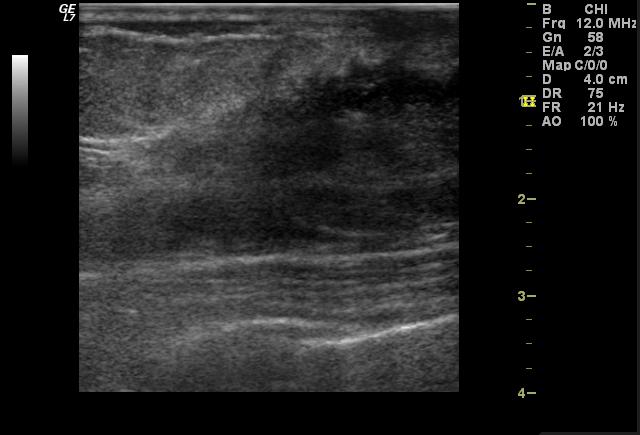 GE
L7
B CHI
Frq 12.0 MHz
Gn 58
E/A 2/3
Map C/0/0
D 4.0 cm
DR 75
FR 21 Hz
AO 100 %
2
3
4